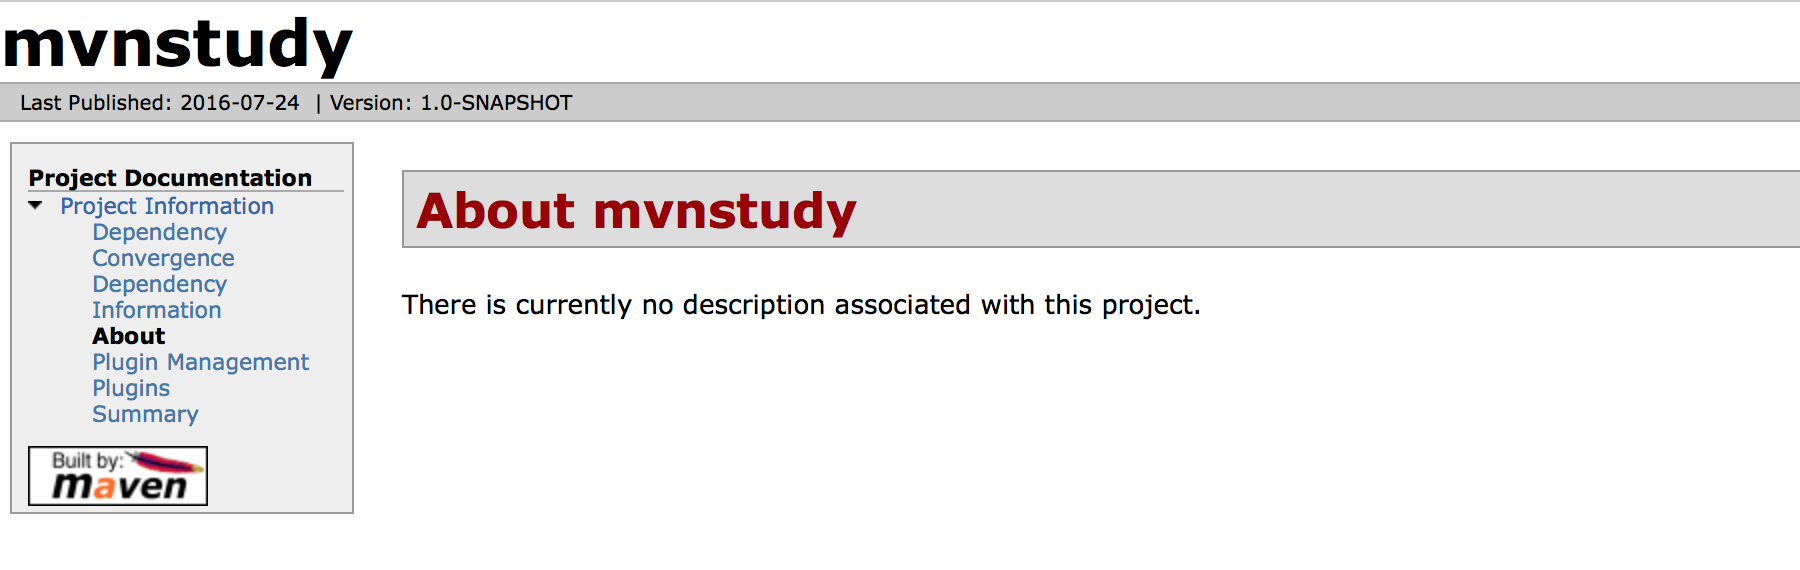 mvnstudy
Last Published: 2016-07-24 | Version: 1.0-SNAPSHOT
Project Documentation
Project Information
Dependency
Convergence
Dependency
Information
About
Plugin Management
Plugins
Summary
Built by:
maven
About mvnstudy
There is currently no description associated with this project.